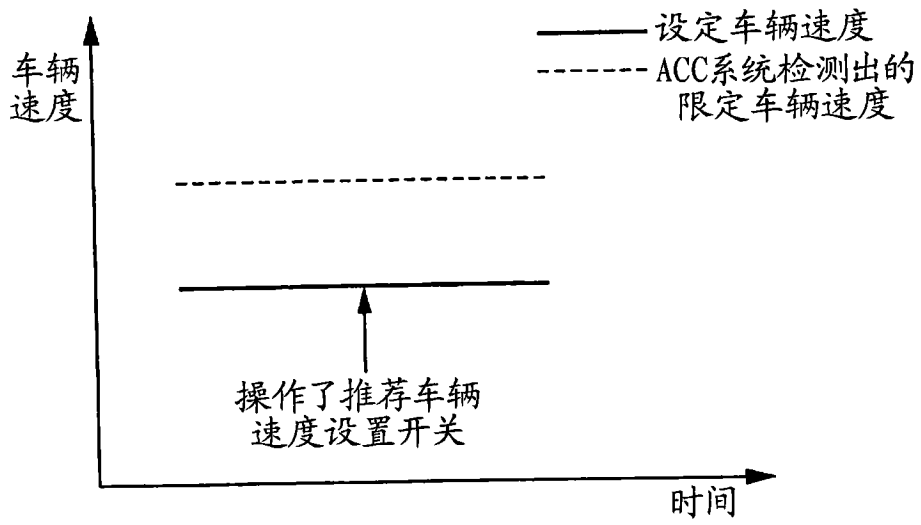 车辆
速度
设定车辆速度
ACC系统检测出的
限定车辆速度
操作了推荐车辆
速度设置开关
时间